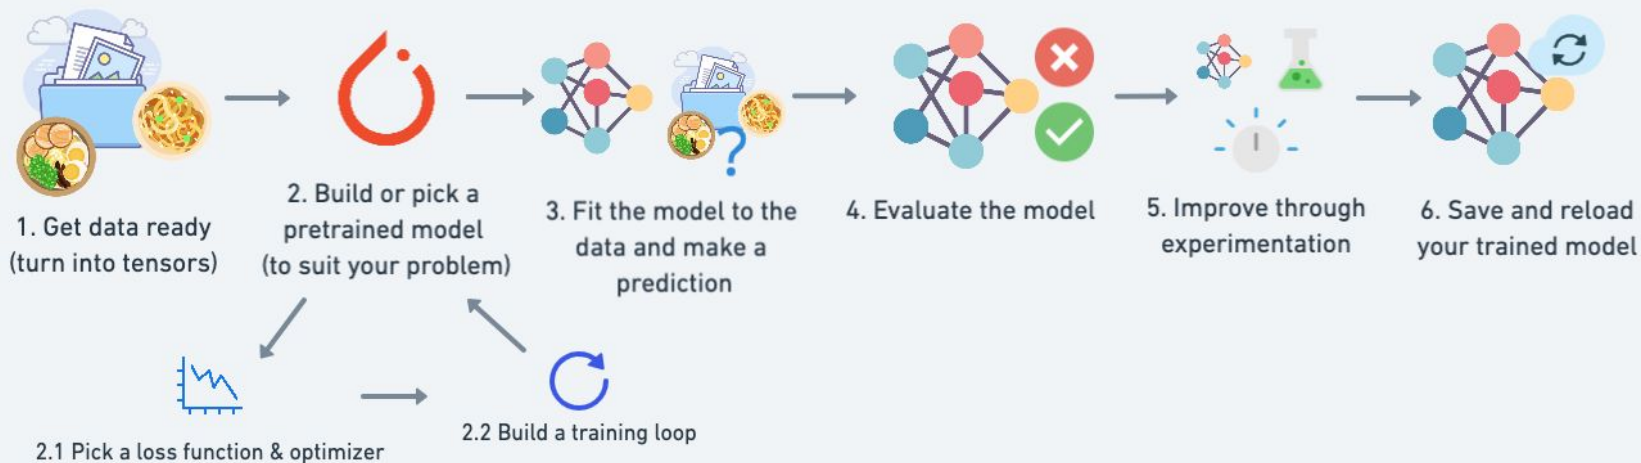 1. Get data ready
(turn into tensors)
2. Build or pick a
pretrained model
(to suit your problem)
3. Fit the model to the
data and make a
prediction
4. Evaluate the model
5. Improve through
experimentation
6. Save and reload
your trained model
2.1 Pick a loss function & optimizer
2.2 Build a training loop